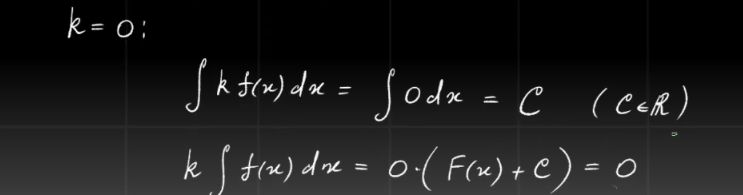 k = 0:
∫ k f(x) dx = ∫ 0 dx = C (C ∈ R)
k ∫ f(x) dx = 0·(F(x) + C) = 0